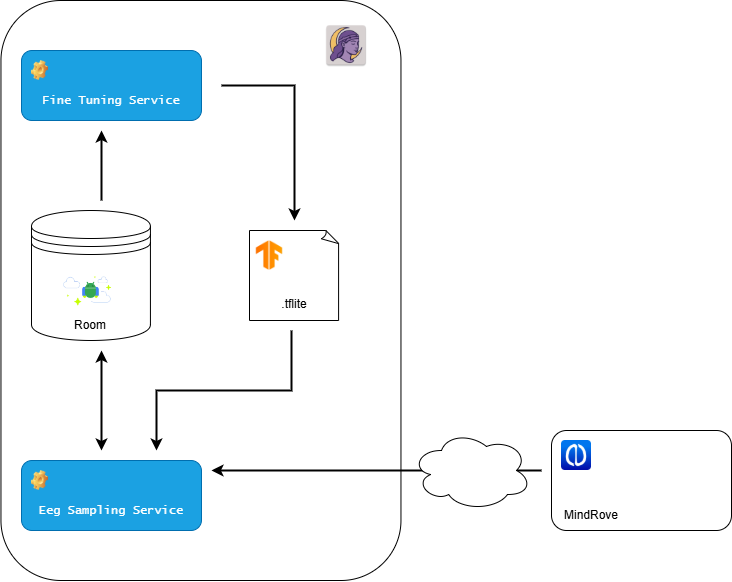 Fine Tuning Service
.tflite
Room
Eeg Sampling Service
MindRove